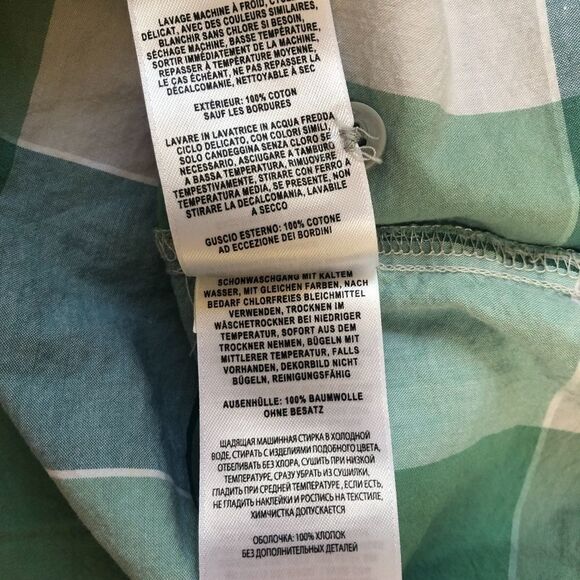 LAVAGE MACHINE À FROID, CYCLE
DÉLICAT, AVEC DES COULEURS SIMILAIRES,
BLANCHIR SANS CHLORE SI BESOIN,
SÉCHAGE MACHINE, BASSE TEMPÉRATURE,
SORTIR IMMÉDIATEMENT DE LA MACHINE,
REPASSER À TEMPÉRATURE MOYENNE,
LE CAS ÉCHÉANT, NE PAS REPASSER LA
DÉCALCOMANIE, NETTOYABLE À SEC
EXTÉRIEUR: 100% COTON
SAUF LES BORDURES
LAVARE IN LAVATRICE IN ACQUA FREDDA
CICLO DELICATO, CON COLORI SIMILI,
SOLO CANDEGGINA SENZA CLORO SE
NECESSARIO, ASCIUGARE A TAMBURO
A BASSA TEMPERATURA, RIMUOVERE
TEMPESTIVAMENTE, STIRARE CON FERRO A
TEMPERATURA MEDIA, SE PRESENTE, NON
STIRARE LA DECALCOMANIA, LAVABILE
A SECCO
GUSCIO ESTERNO: 100% COTONE
AD ECCEZIONE DEI BORDINI
SCHONWASCHGANG MIT KALTEM
WASSER, MIT GLEICHEN FARBEN, NACH
BEDARF CHLORFREIES BLEICHMITTEL
VERWENDEN, TROCKNEN IM
WÄSCHETROCKNER BEI NIEDRIGER
TEMPERATUR, SOFORT AUS DEM
TROCKNER NEHMEN, BÜGELN MIT
MITTLERER TEMPERATUR, FALLS
VORHANDEN, DEKORBILD NICHT
BÜGELN, REINIGUNGSFÄHIG
AUßENHÜLLE: 100% BAUMWOLLE
OHNE BESATZ
ЩАДЯЩАЯ МАШИННАЯ СТИРКА В ХОЛОДНОЙ
ВОДЕ, СТИРАТЬ С ИЗДЕЛИЯМИ ПОДОБНОГО ЦВЕТА,
ОТБЕЛИВАТЬ БЕЗ ХЛОРА, СУШИТЬ ПРИ НИЗКОЙ
ТЕМПЕРАТУРЕ, СРАЗУ УБРАТЬ ИЗ СУШИЛКИ,
ГЛАДИТЬ ПРИ СРЕДНЕЙ ТЕМПЕРАТУРЕ, ЕСЛИ ЕСТЬ,
НЕ ГЛАДИТЬ НАКЛЕЙКИ И РОСПИСЬ НА ТЕКСТИЛЕ,
ХИМЧИСТКА ДОПУСКАЕТСЯ
ОБОЛОЧКА: 100% ХЛОПОК
БЕЗ ДОПОЛНИТЕЛЬНЫХ ДЕТАЛЕЙ